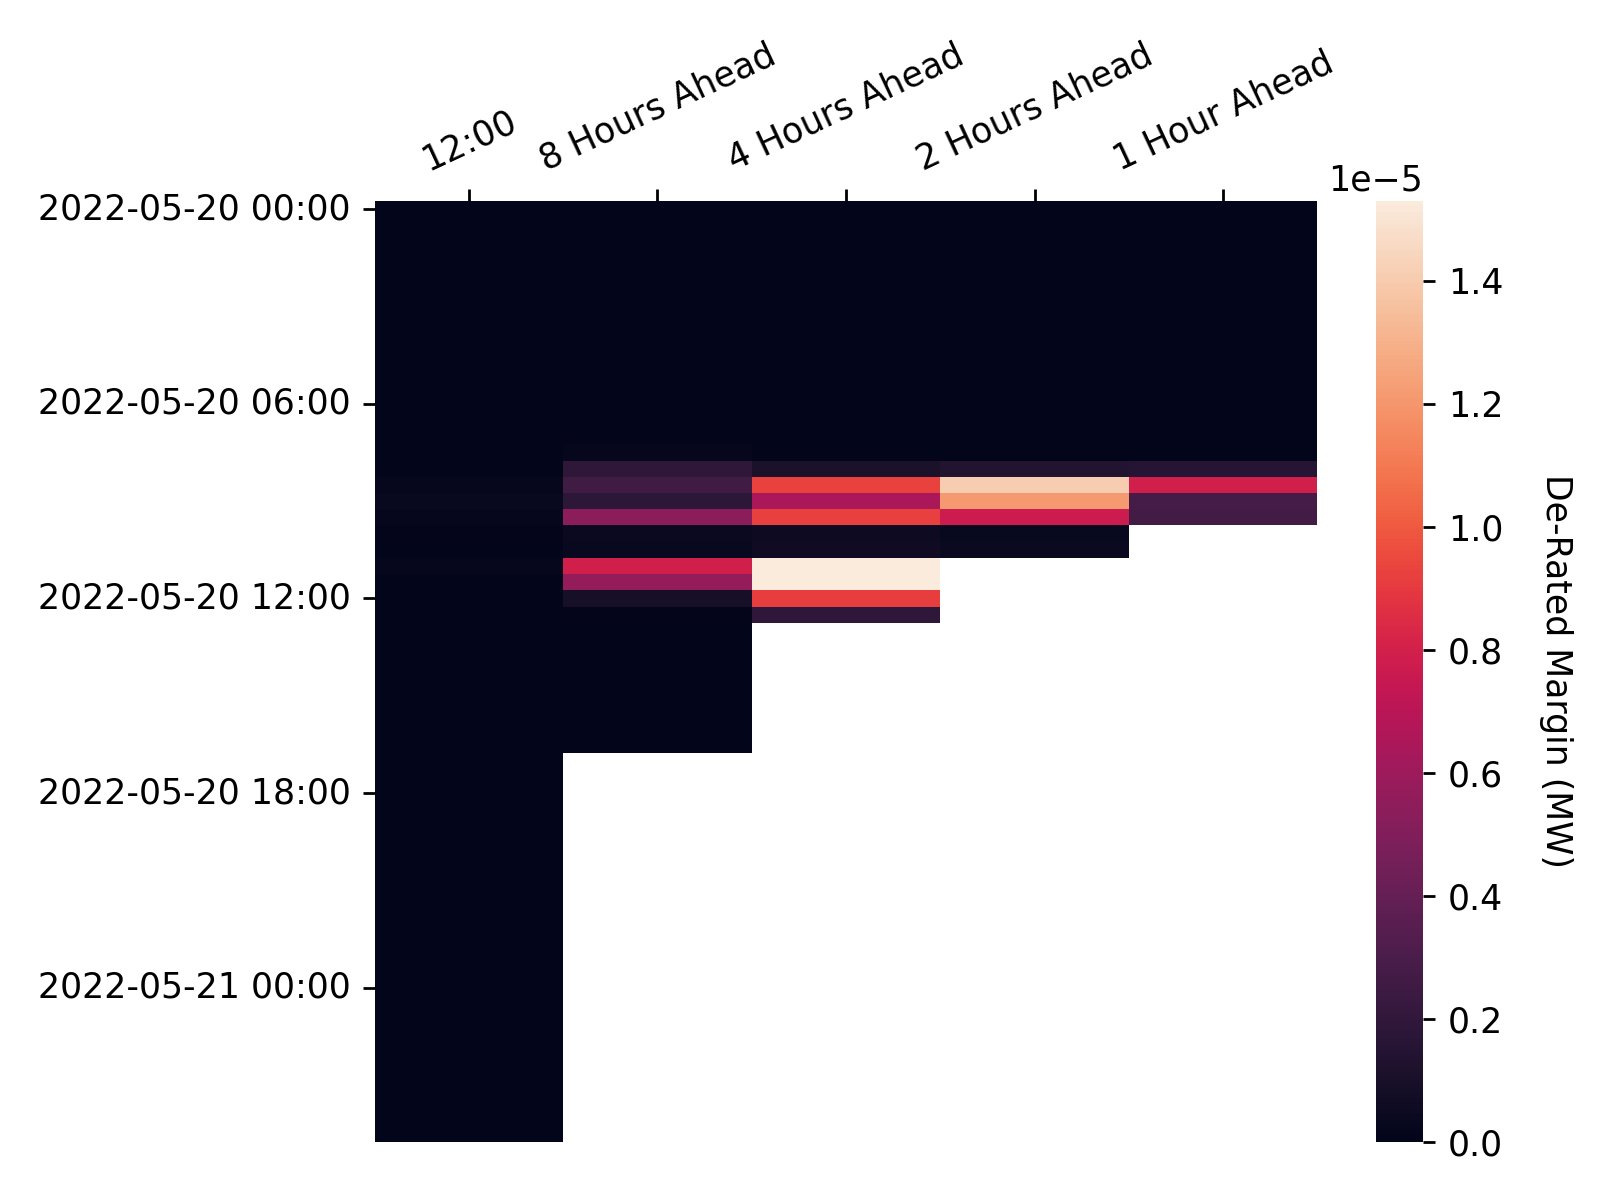 12:00
8 Hours Ahead
4 Hours Ahead
2 Hours Ahead
1 Hour Ahead
1e−5
2022-05-20 00:00
2022-05-20 06:00
2022-05-20 12:00
2022-05-20 18:00
2022-05-21 00:00
1.4
1.2
1.0
0.8
0.6
0.4
0.2
0.0
De-Rated Margin (MW)